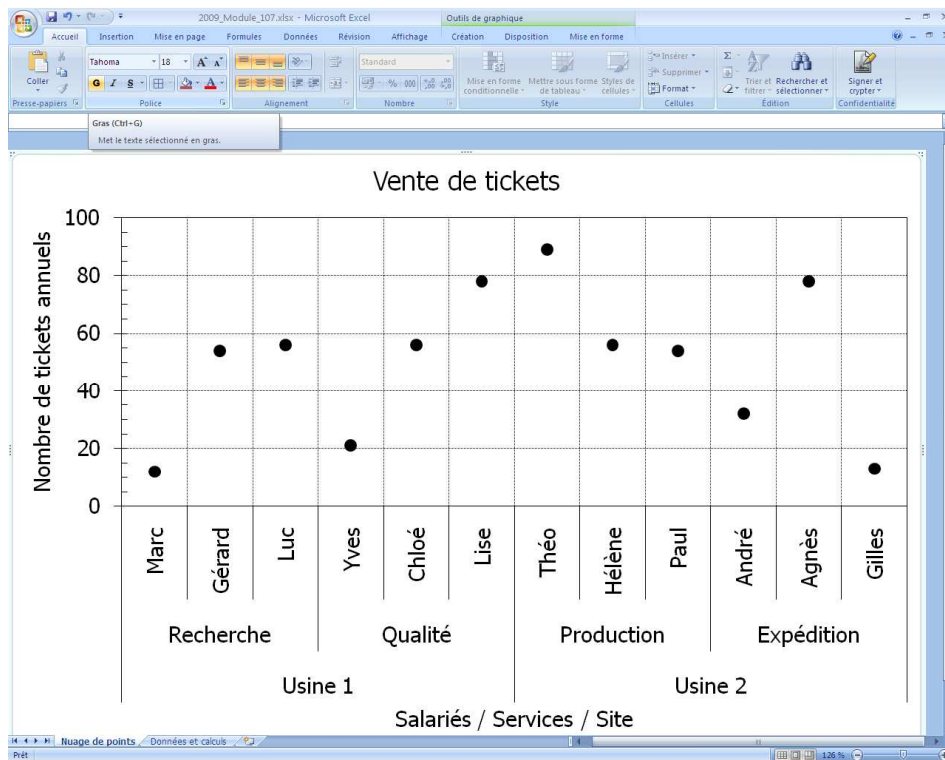 2009_Module_107.xlsx - Microsoft Excel
Outils de graphique
Accueil Insertion Mise en page Formules Données Révision Affichage Création Disposition Mise en forme
Coller
Tahoma 18
Standard
G I S
% 000
Mise en forme conditionnelle
Mettre sous forme de tableau
Styles de cellules
Insérer
Supprimer
Format
Trier et filtrer
Rechercher et sélectionner
Signer et crypter
Presse-papiers Police Alignement Nombre Style Cellules Édition Confidentialité
Gras (Ctrl+G)
Met le texte sélectionné en gras.
Vente de tickets
Nombre de tickets annuels
100
80
60
40
20
0
Marc Gérard Luc Yves Chloé Lise Théo Hélène Paul André Agnès Gilles
Recherche Qualité Production Expédition
Usine 1 Usine 2
Salariés / Services / Site
Nuage de points Données et calculs
Prêt 126 %